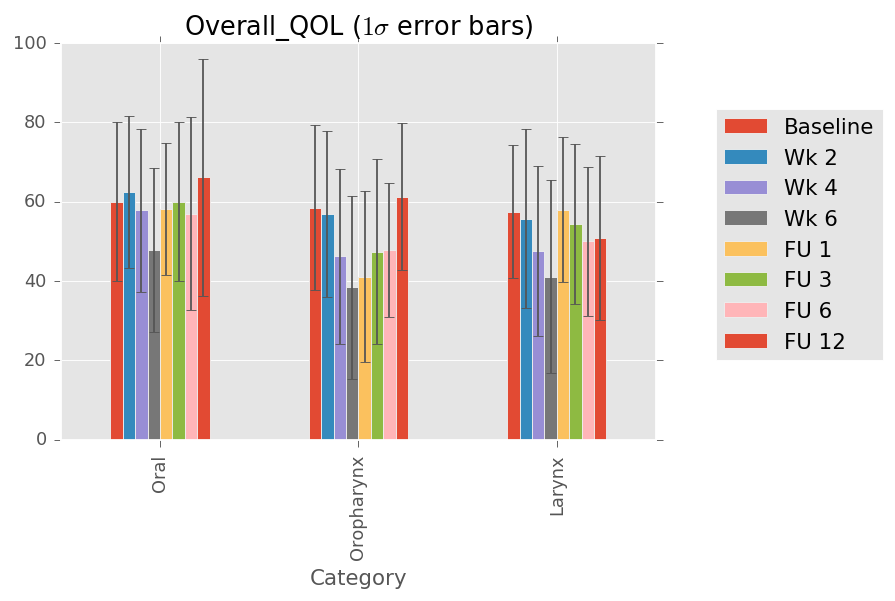 Overall_QOL (1σ error bars)
100
80
60
40
20
0
Oral
Oropharynx
Larynx
Category
Baseline
Wk 2
Wk 4
Wk 6
FU 1
FU 3
FU 6
FU 12